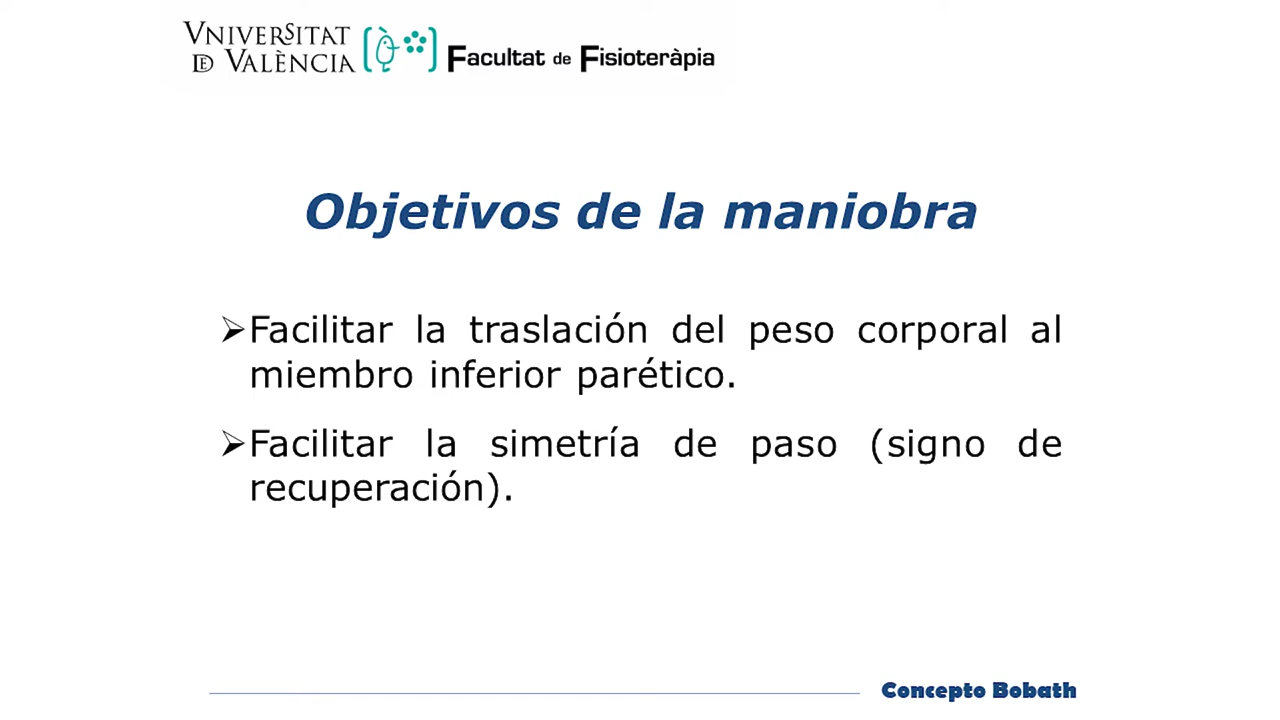 VNIVERSITAT
DE VALÈNCIA
Facultat de Fisioteràpia
Objetivos de la maniobra
➢Facilitar la traslación del peso corporal al
miembro inferior parético.
➢Facilitar la simetría de paso (signo de
recuperación).
Concepto Bobath